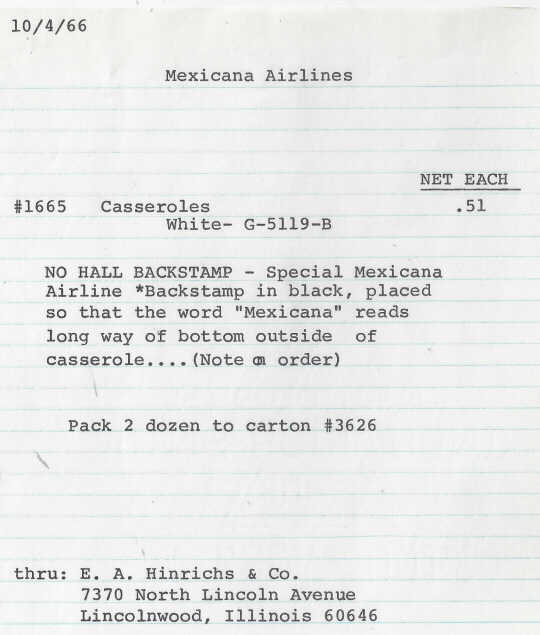 10/4/66
Mexicana Airlines
NET EACH
#1665 Casseroles .51
White- G-5119-B
NO HALL BACKSTAMP - Special Mexicana
Airline *Backstamp in black, placed
so that the word "Mexicana" reads
long way of bottom outside of
casserole....(Note on order)
Pack 2 dozen to carton #3626
thru: E. A. Hinrichs & Co.
7370 North Lincoln Avenue
Lincolnwood, Illinois 60646